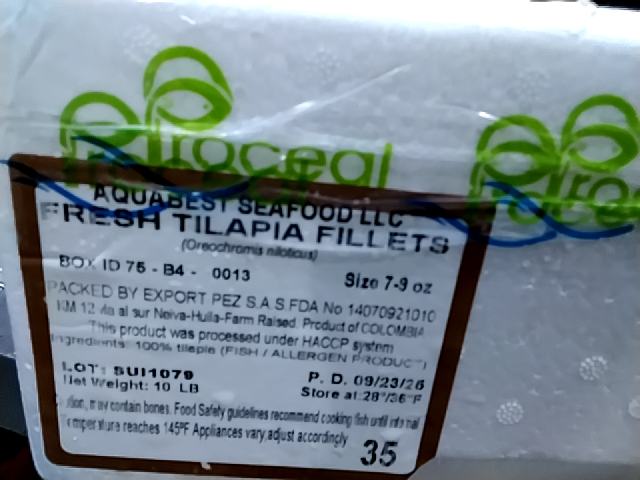 Proceal
Proceal
AQUABEST SEAFOOD LLC
FRESH TILAPIA FILLETS
(Oreochromis niloticus)
BOX ID 75 - B4 - 0013
Size 7-9 oz
PACKED BY EXPORT PEZ S.A.S FDA No 14070921010
KM 12 vía al sur Neiva-Huila-Farm Raised. Product of COLOMBIA
This product was processed under HACCP system
Ingredients: 100% tilapia (FISH / ALLERGEN PRODUCT)
LOT: SUI1079
P. D. 09/23/26
Net Weight: 10 LB
Store at:28°/36°F
may contain bones. Food Safety guidelines recommend cooking fish until
temperature reaches 145ºF Appliances vary,adjust accordingly
35